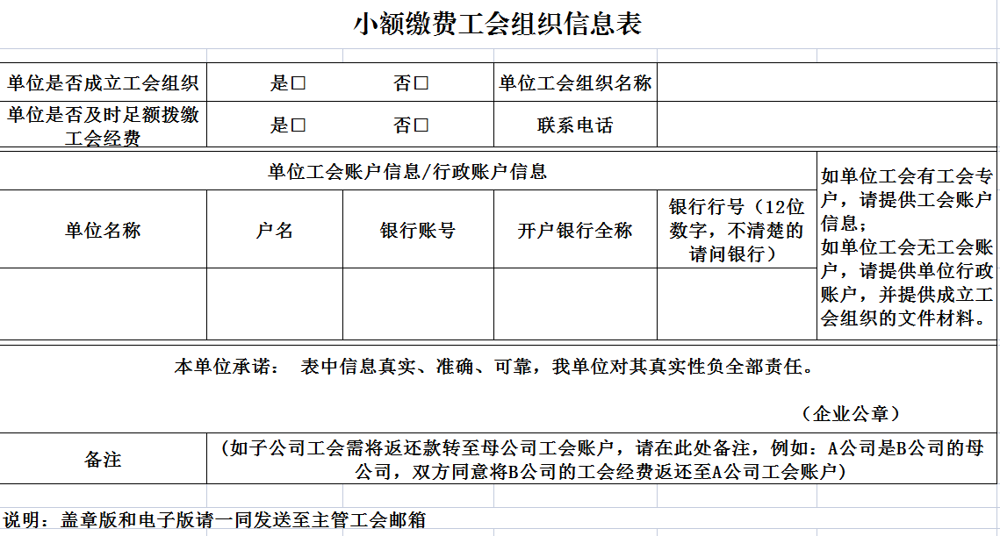 小额缴费工会组织信息表
单位是否成立工会组织 是□ 否□ 单位工会组织名称
单位是否及时足额拨缴
工会经费
是□ 否□ 联系电话
单位工会账户信息/行政账户信息
单位名称 户名 银行账号 开户银行全称
银行行号（12位
数字，不清楚的
请问银行）
如单位工会有工会专
户，请提供工会账户
信息；
如单位工会无工会账
户，请提供单位行政
账户，并提供成立工
会组织的文件材料。
本单位承诺： 表中信息真实、准确、可靠，我单位对其真实性负全部责任。
（企业公章）
备注
(如子公司工会需将返还款转至母公司工会账户，请在此处备注，例如：A公司是B公司的母
公司，双方同意将B公司的工会经费返还至A公司工会账户)
说明：盖章版和电子版请一同发送至主管工会邮箱